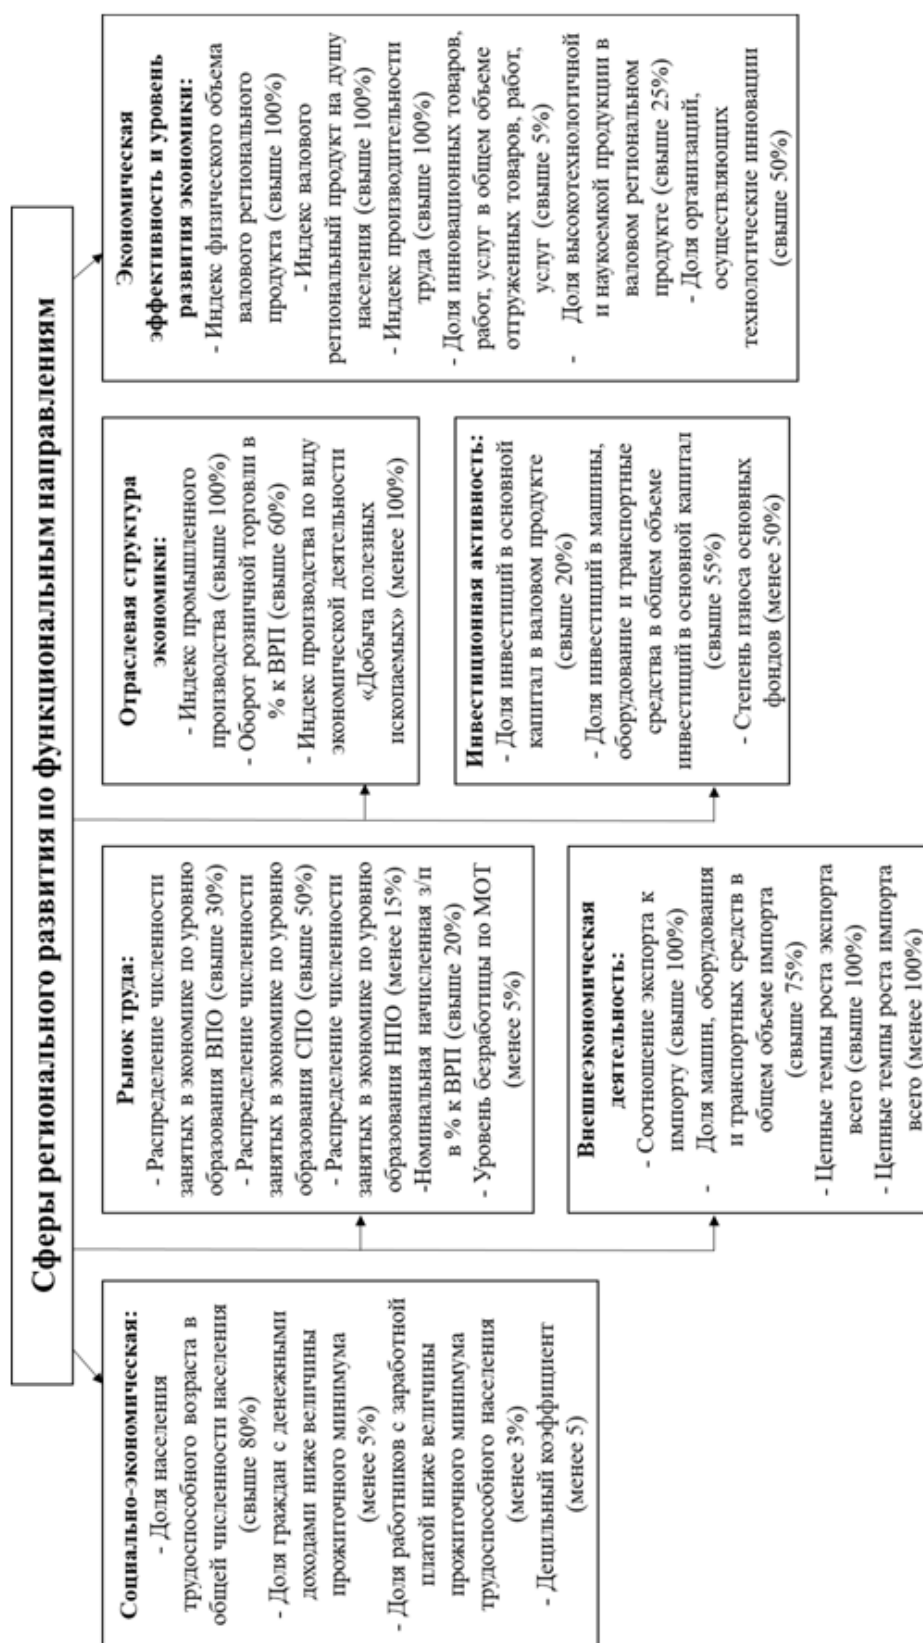 Сферы регионального развития по функциональным направлениям
Социально-экономическая:
- Доля населения
трудоспособного возраста в
общей численности населения
(свыше 80%)
- Доля граждан с денежными
доходами ниже величины
прожиточного минимума
(менее 5%)
- Доля работников с заработной
платой ниже величины
прожиточного минимума
трудоспособного населения
(менее 3%)
- Децильный коэффициент
(менее 5)
Рынок труда:
- Распределение численности
занятых в экономике по уровню
образования ВПО (свыше 30%)
- Распределение численности
занятых в экономике по уровню
образования СПО (свыше 50%)
- Распределение численности
занятых в экономике по уровню
образования НПО (менее 15%)
-Номинальная начисленная з/п
в % к ВРП (свыше 20%)
- Уровень безработицы по МОТ
(менее 5%)
Внешнеэкономическая
деятельность:
- Соотношение экспорта к
импорту (свыше 100%)
- Доля машин, оборудования
и транспортных средств в
общем объеме импорта
(свыше 75%)
- Цепные темпы роста экспорта
всего (свыше 100%)
- Цепные темпы роста импорта
всего (менее 100%)
Отраслевая структура
экономики:
- Индекс промышленного
производства (свыше 100%)
- Оборот розничной торговли в
% к ВРП (свыше 60%)
- Индекс производства по виду
экономической деятельности
«Добыча полезных
ископаемых» (менее 100%)
Инвестиционная активность:
- Доля инвестиций в основной
капитал в валовом продукте
(свыше 20%)
- Доля инвестиций в машины,
оборудование и транспортные
средства в общем объеме
инвестиций в основной капитал
(свыше 55%)
- Степень износа основных
фондов (менее 50%)
Экономическая
эффективность и уровень
развития экономики:
- Индекс физического объема
валового регионального
продукта (свыше 100%)
- Индекс валового
региональный продукт на душу
населения (свыше 100%)
- Индекс производительности
труда (свыше 100%)
- Доля инновационных товаров,
работ, услуг в общем объеме
отгруженных товаров, работ,
услуг (свыше 5%)
- Доля высокотехнологичной
и наукоемкой продукции в
валовом региональном
продукте (свыше 25%)
- Доля организаций,
осуществляющих
технологические инновации
(свыше 50%)